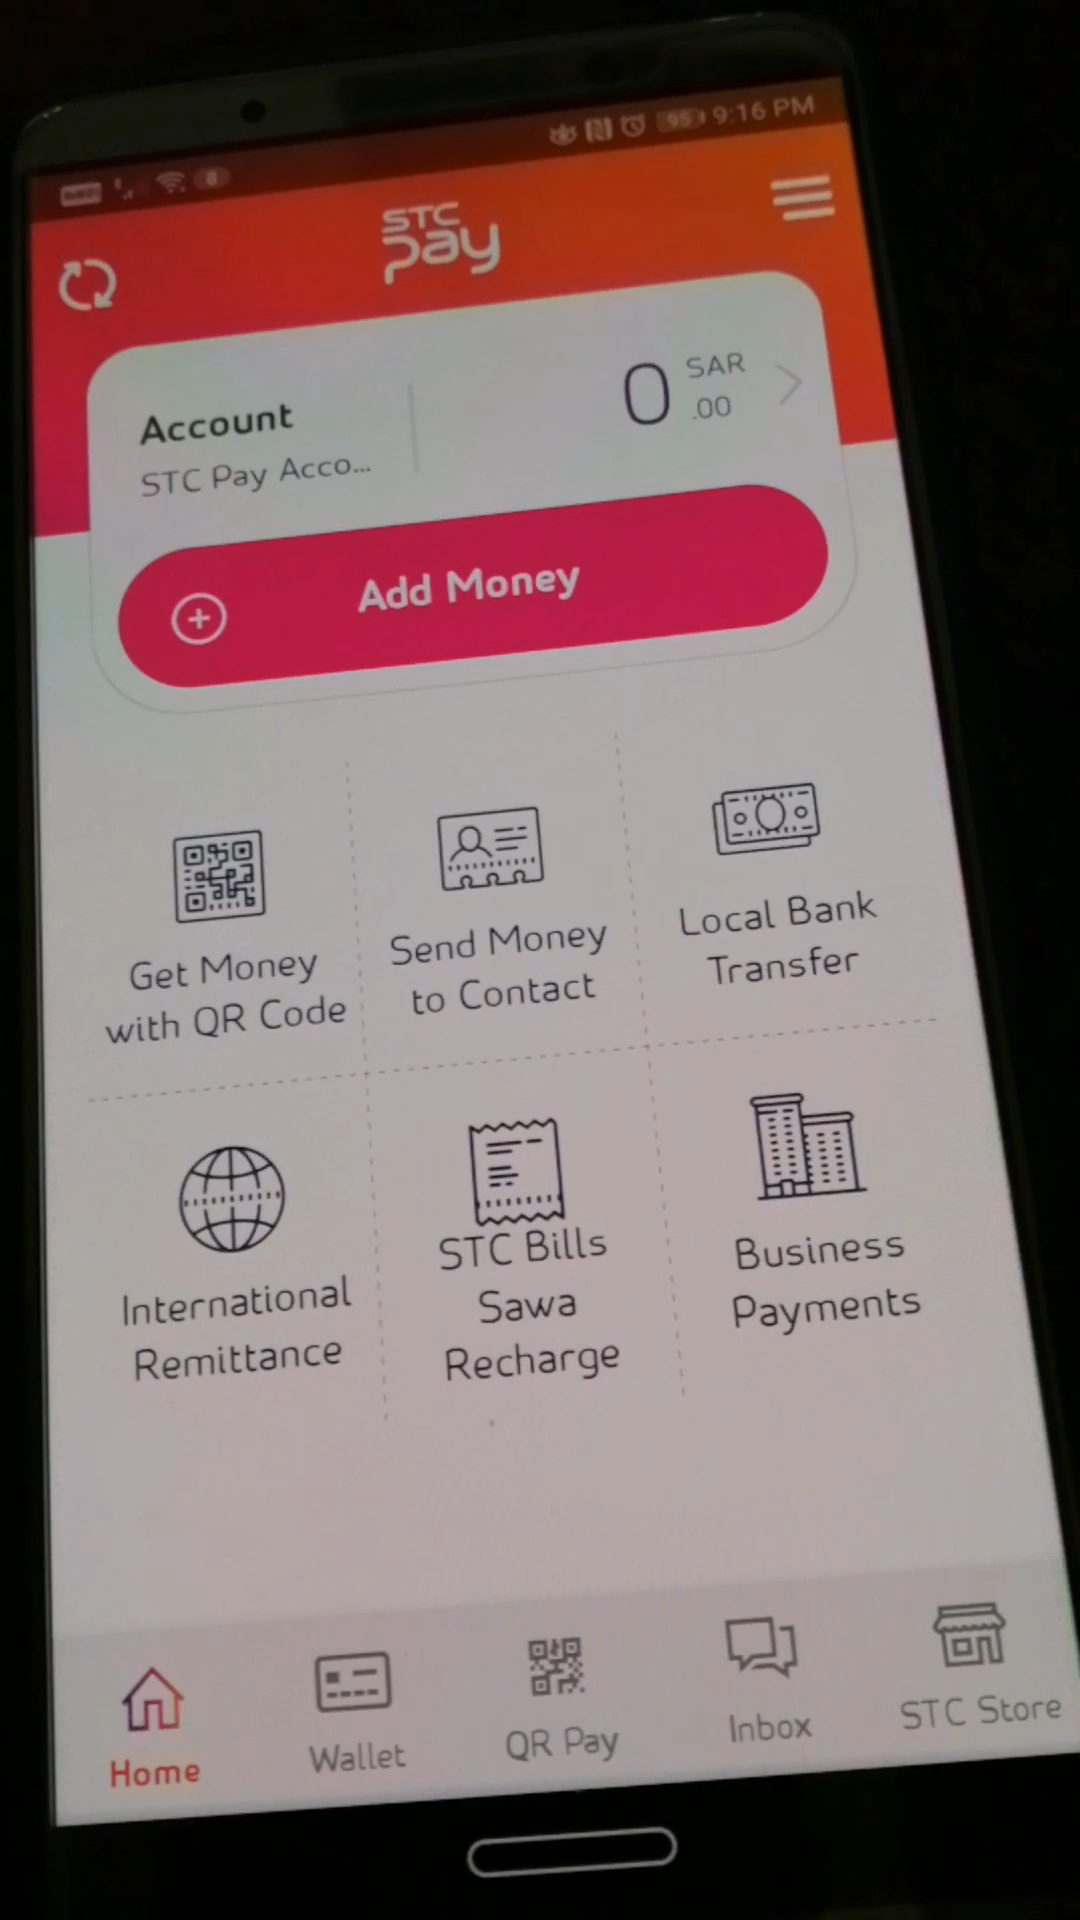 95 9:16 PM
8
STC
pay
Account
STC Pay Acco...
0 SAR
.00
Add Money
Get Money
with QR Code
Send Money
to Contact
Local Bank
Transfer
International
Remittance
STC Bills
Sawa
Recharge
Business
Payments
Home
Wallet
QR Pay
Inbox
STC Store